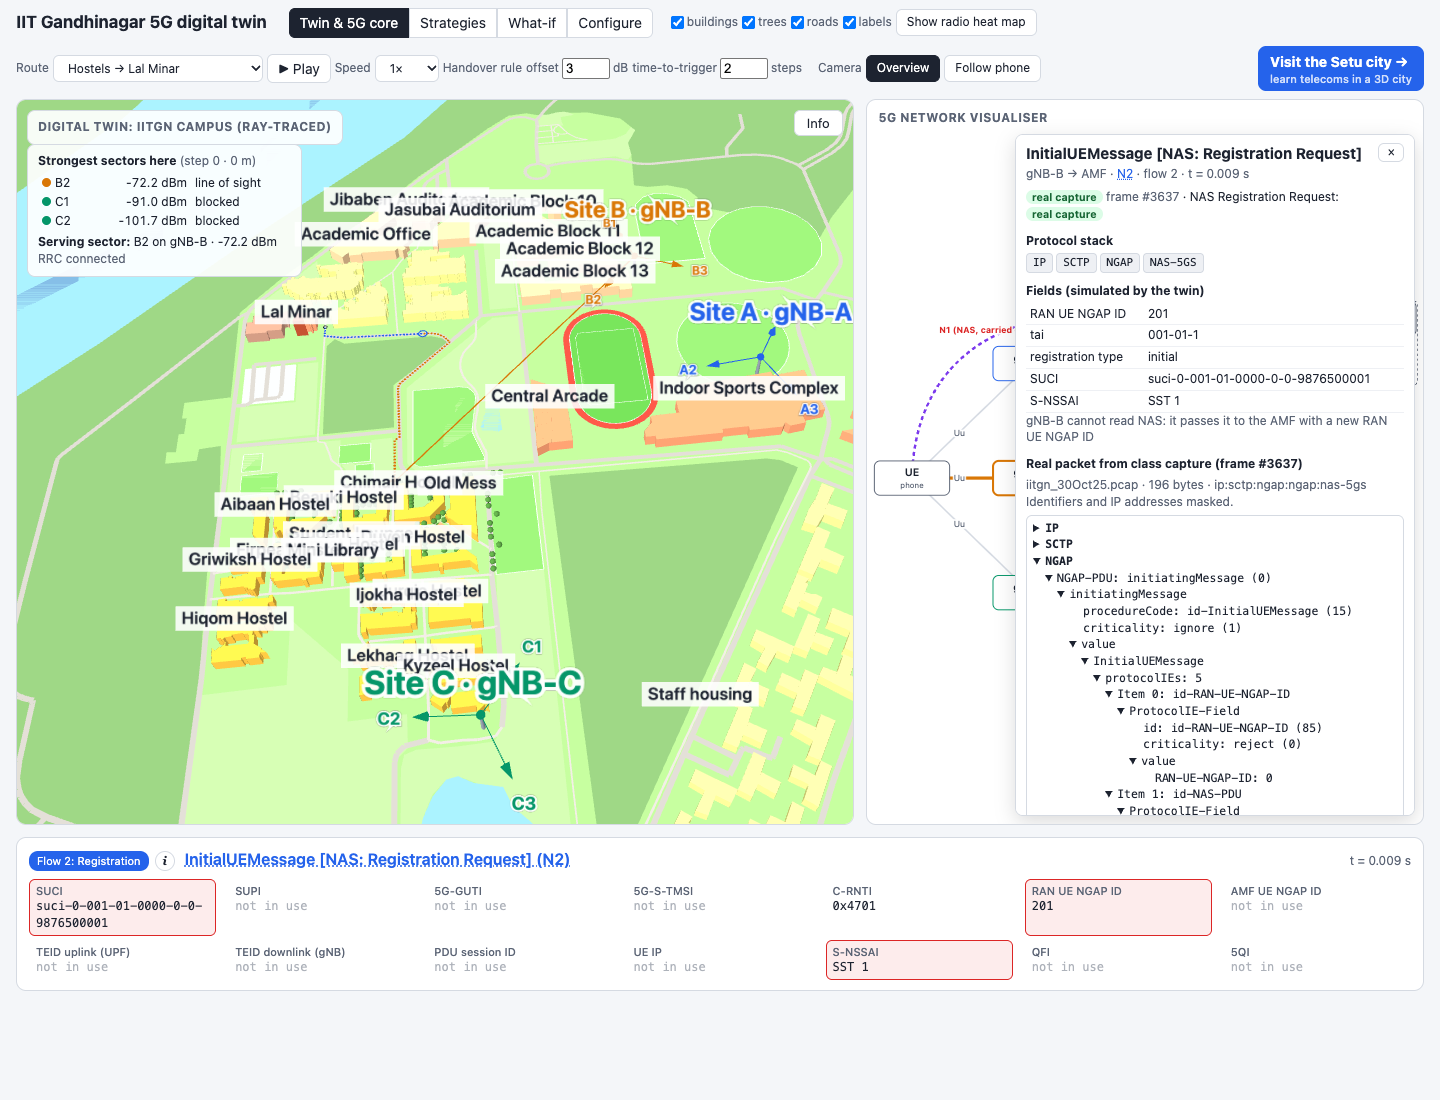 IIT Gandhinagar 5G digital twin
Twin & 5G core
Strategies
What-if
Configure
buildings
trees
roads
labels
Show radio heat map
Route
Hostels → Lal Minar
▶ Play
Speed
1×
Handover rule offset
3
dB time-to-trigger
2
steps
Camera
Overview
Follow phone
Visit the Setu city →
learn telecoms in a 3D city
DIGITAL TWIN: IITGN CAMPUS (RAY-TRACED)
Info
Strongest sectors here (step 0 · 0 m)
B2 -72.2 dBm line of sight
C1 -91.0 dBm blocked
C2 -101.7 dBm blocked
Serving sector: B2 on gNB-B · -72.2 dBm
RRC connected
Jasubai Auditorium
Site B · gNB-B
B1
Academic Office
Academic Block 11
Academic Block 12
Academic Block 13
B3
B2
Lal Minar
Site A · gNB-A
A2
Central Arcade
Indoor Sports Complex
A3
Chimair H
Old Mess
Aibaan Hostel
Hostel
Student
Hostel
Mini Library
Griwiksh Hostel
Ijokha Hostel
Hiqom Hostel
C1
Kyzeel Hostel
Site C · gNB-C
Staff housing
C2
C3
5G NETWORK VISUALISER
N1 (NAS, carried
Uu
UE
phone
Uu
Uu
InitialUEMessage [NAS: Registration Request]
×
gNB-B → AMF · N2 · flow 2 · t = 0.009 s
real capture frame #3637 · NAS Registration Request:
real capture
Protocol stack
IP
SCTP
NGAP
NAS-5GS
Fields (simulated by the twin)
RAN UE NGAP ID 201
tai 001-01-1
registration type initial
SUCI suci-0-001-01-0000-0-0-9876500001
S-NSSAI SST 1
gNB-B cannot read NAS: it passes it to the AMF with a new RAN
UE NGAP ID
Real packet from class capture (frame #3637)
iitgn_30Oct25.pcap · 196 bytes · ip:sctp:ngap:ngap:nas-5gs
Identifiers and IP addresses masked.
▶ IP
▶ SCTP
▼ NGAP
▼ NGAP-PDU: initiatingMessage (0)
▼ initiatingMessage
procedureCode: id-InitialUEMessage (15)
criticality: ignore (1)
▼ value
▼ InitialUEMessage
▼ protocolIEs: 5
▼ Item 0: id-RAN-UE-NGAP-ID
▼ ProtocolIE-Field
id: id-RAN-UE-NGAP-ID (85)
criticality: reject (0)
▼ value
RAN-UE-NGAP-ID: 0
▼ Item 1: id-NAS-PDU
▼ ProtocolIE-Field
Flow 2: Registration
i
InitialUEMessage [NAS: Registration Request] (N2)
t = 0.009 s
SUCI
suci-0-001-01-0000-0-0-
9876500001
SUPI
not in use
5G-GUTI
not in use
5G-S-TMSI
not in use
C-RNTI
0x4701
RAN UE NGAP ID
201
AMF UE NGAP ID
not in use
TEID uplink (UPF)
not in use
TEID downlink (gNB)
not in use
PDU session ID
not in use
UE IP
not in use
S-NSSAI
SST 1
QFI
not in use
5QI
not in use